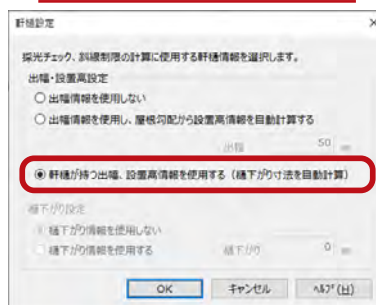 軒樋設定
採光チェック、斜線制限の計算に使用する軒樋情報を選択します。
出幅・設置高設定
出幅情報を使用しない
出幅情報を使用し、屋根勾配から設置高情報を自動計算する
出幅 50 mm
軒樋が持つ出幅、設置高情報を使用する（樋下がり寸法を自動計算）
樋下がり設定
樋下がり情報を使用しない
樋下がり情報を使用する 樋下がり 0 mm
OK キャンセル ヘルプ(H)